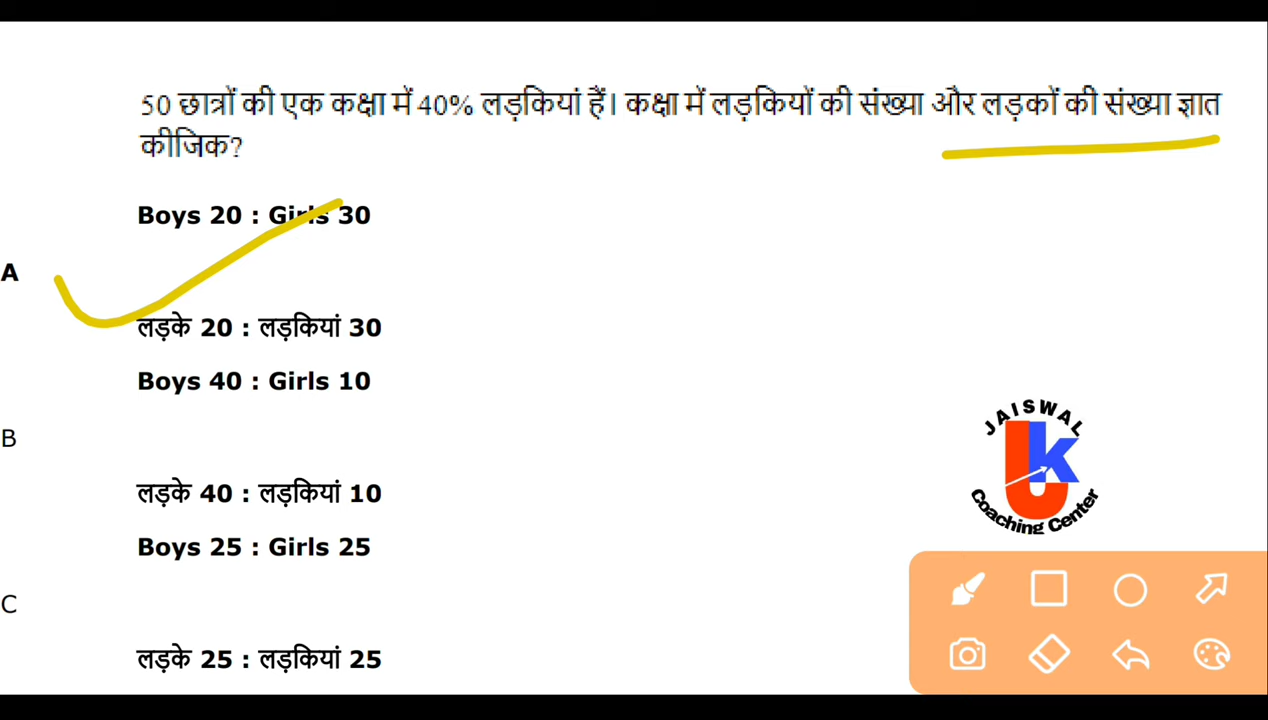 50 छात्रों की एक कक्षा में 40% लड़कियां हैं। कक्षा में लड़कियों की संख्या और लड़कों की संख्या ज्ञात
कीजिक?
Boys 20 : Girls 30
A
लड़के 20 : लड़कियां 30
Boys 40 : Girls 10
B
लड़के 40 : लड़कियां 10
Boys 25 : Girls 25
C
लड़के 25 : लड़कियां 25
JAISWAL
Jk
Coaching Center